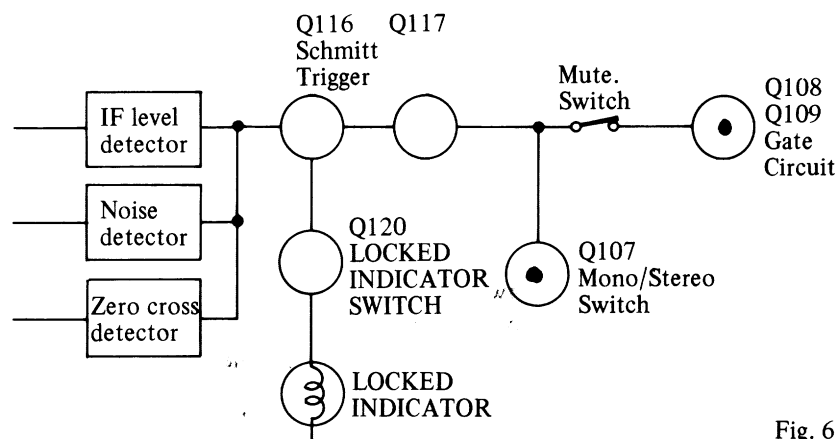 Q116
Schmitt
Trigger
Q117
Mute.
Switch
Q108
Q109
Gate
Circuit
IF level
detector
Noise
detector
Zero cross
detector
Q120
LOCKED
INDICATOR
SWITCH
Q107
Mono/Stereo
Switch
LOCKED
INDICATOR
Fig. 6